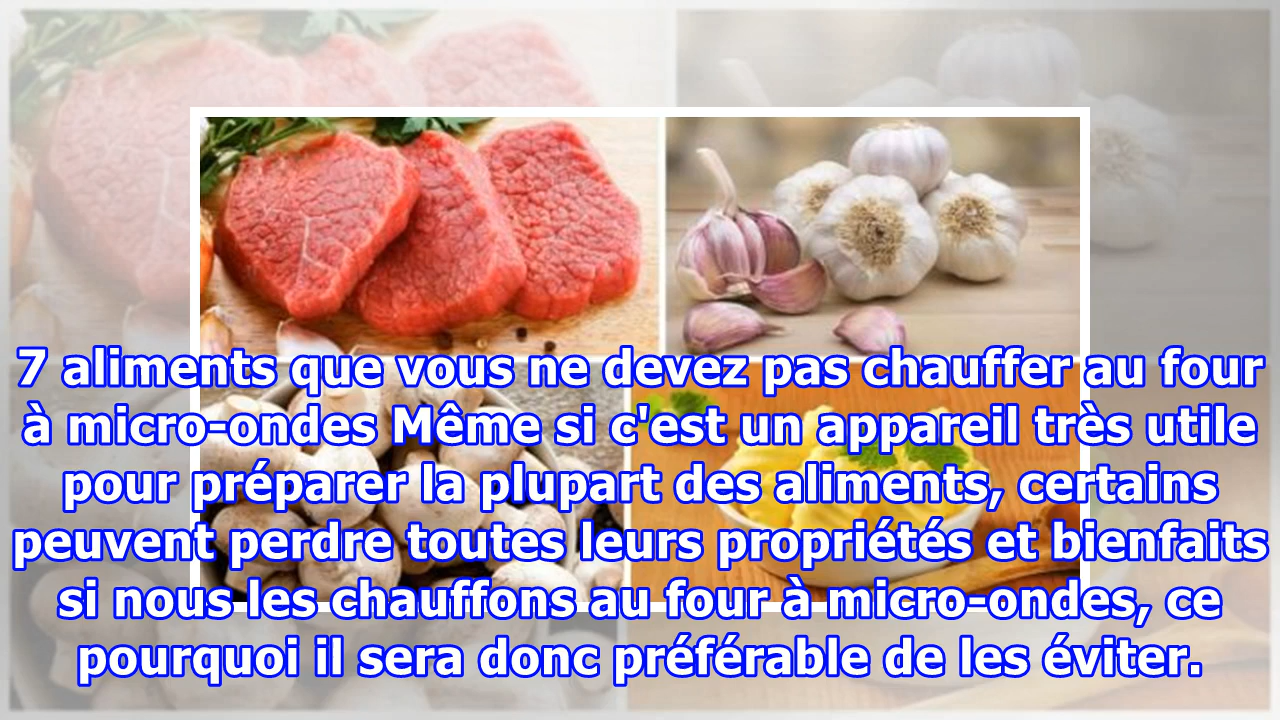 7 aliments que vous ne devez pas chauffer au four
à micro-ondes Même si c'est un appareil très utile
pour préparer la plupart des aliments, certains
peuvent perdre toutes leurs propriétés et bienfaits
si nous les chauffons au four à micro-ondes, ce
pourquoi il sera donc préférable de les éviter.